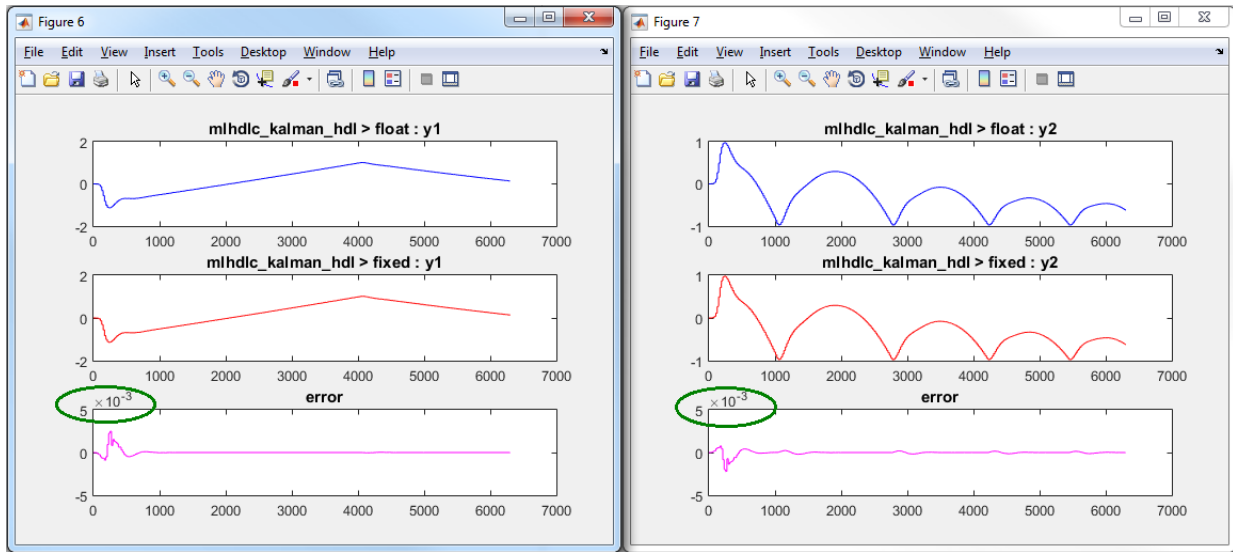 Figure 6
File Edit View Insert Tools Desktop Window Help
mlhdlc_kalman_hdl > float : y1
2
0
-2
0 1000 2000 3000 4000 5000 6000 7000
mlhdlc_kalman_hdl > fixed : y1
2
0
-2
0 1000 2000 3000 4000 5000 6000 7000
×10-3
error
5
0
-5
0 1000 2000 3000 4000 5000 6000 7000
Figure 7
File Edit View Insert Tools Desktop Window Help
mlhdlc_kalman_hdl > float : y2
1
0
-1
0 1000 2000 3000 4000 5000 6000 7000
mlhdlc_kalman_hdl > fixed : y2
1
0
-1
0 1000 2000 3000 4000 5000 6000 7000
×10-3
error
5
0
-5
0 1000 2000 3000 4000 5000 6000 7000